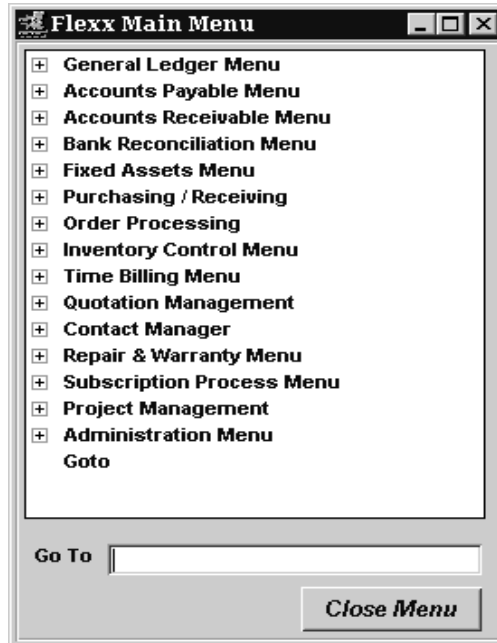 Flexx Main Menu
General Ledger Menu
Accounts Payable Menu
Accounts Receivable Menu
Bank Reconciliation Menu
Fixed Assets Menu
Purchasing / Receiving
Order Processing
Inventory Control Menu
Time Billing Menu
Quotation Management
Contact Manager
Repair & Warranty Menu
Subscription Process Menu
Project Management
Administration Menu
Goto
Go To
Close Menu